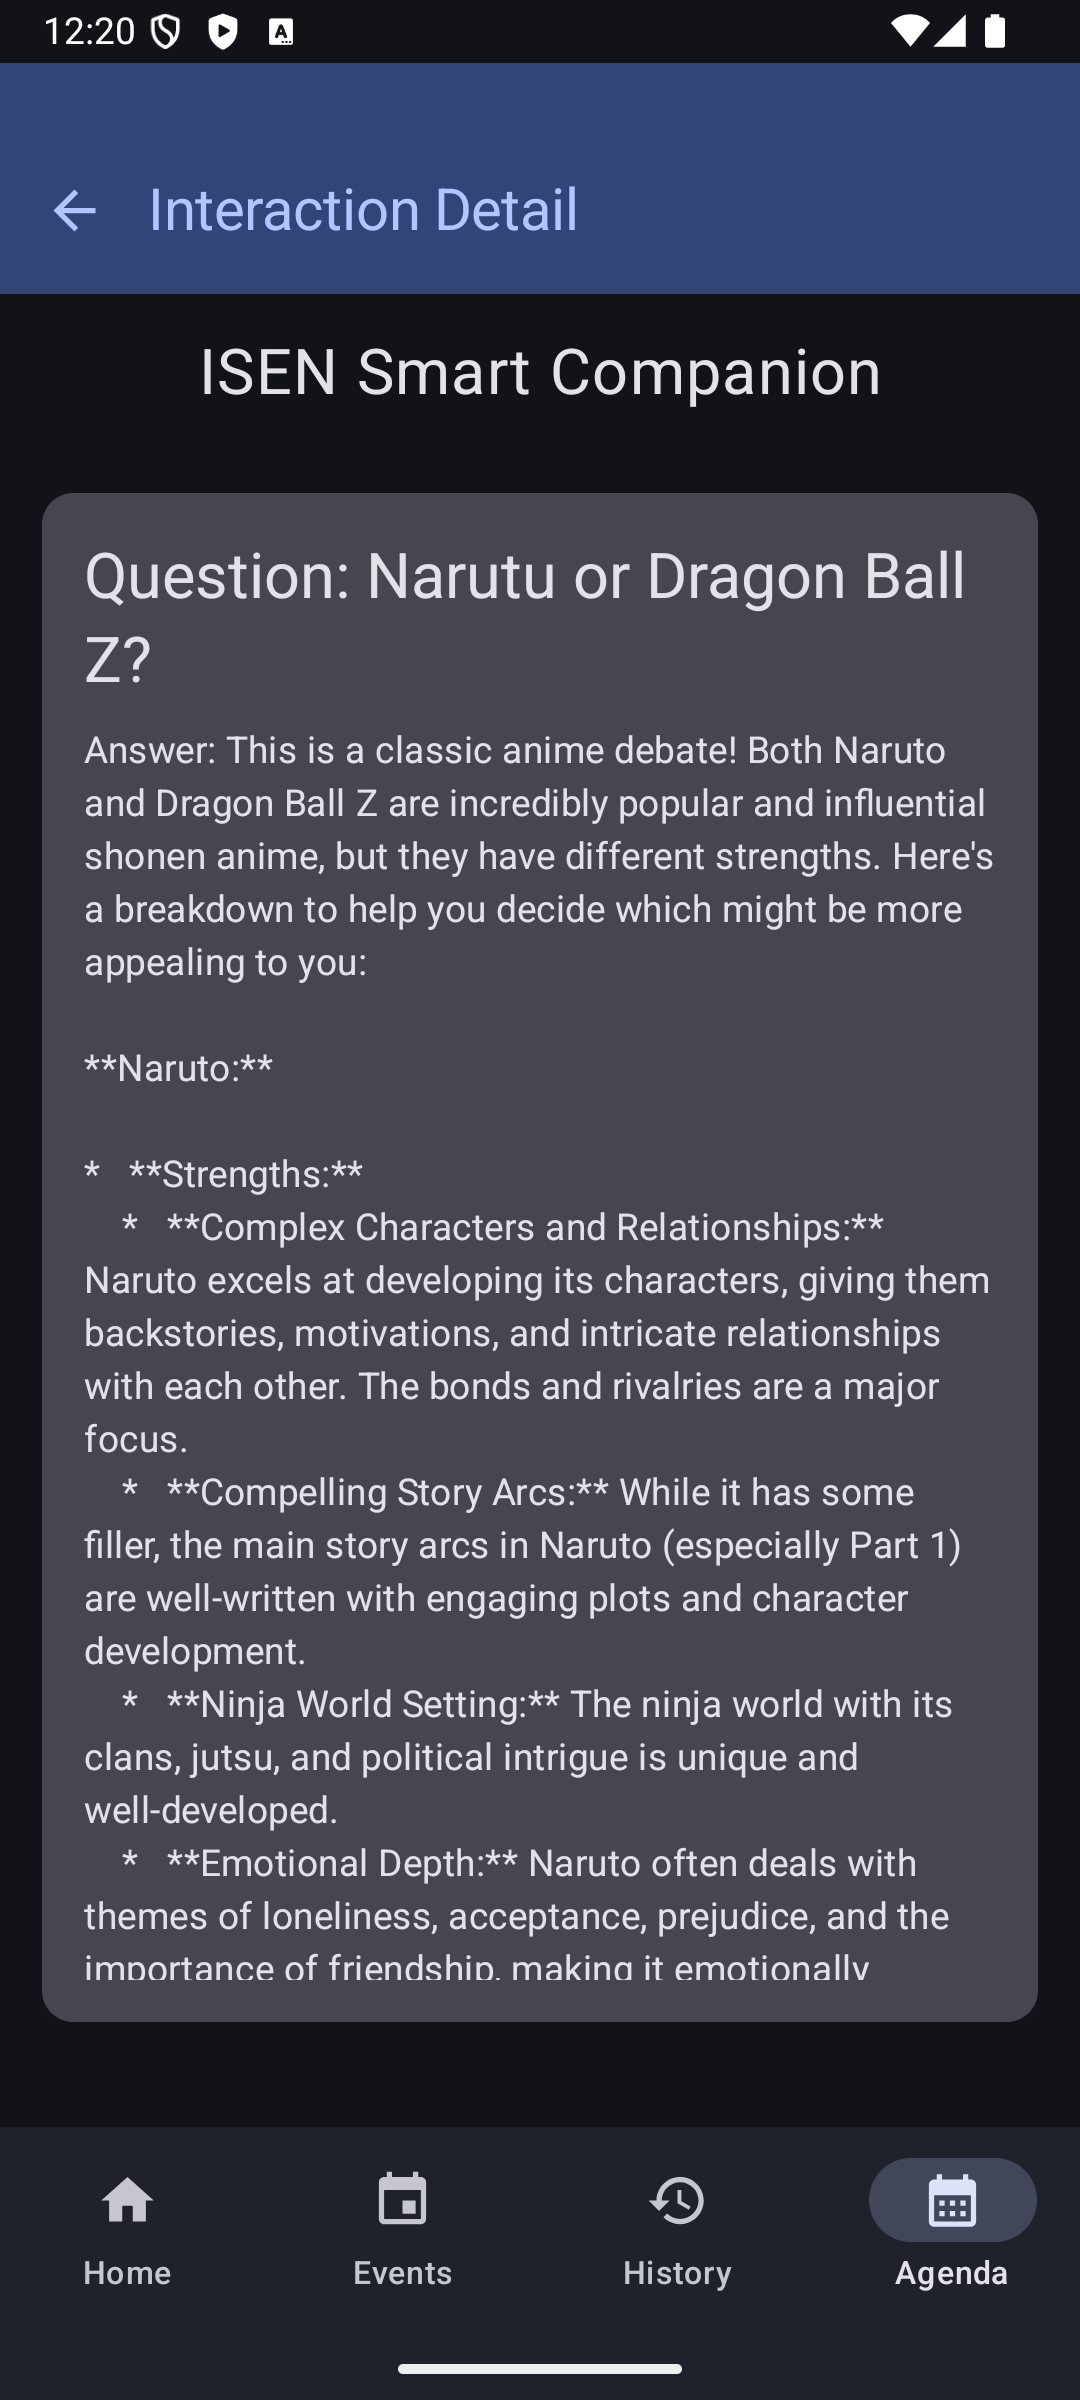 12:20
Interaction Detail
ISEN Smart Companion
Question: Narutu or Dragon Ball
Z?
Answer: This is a classic anime debate! Both Naruto
and Dragon Ball Z are incredibly popular and influential
shonen anime, but they have different strengths. Here's
a breakdown to help you decide which might be more
appealing to you:
**Naruto:**
*   **Strengths:**
    *   **Complex Characters and Relationships:**
Naruto excels at developing its characters, giving them
backstories, motivations, and intricate relationships
with each other. The bonds and rivalries are a major
focus.
    *   **Compelling Story Arcs:** While it has some
filler, the main story arcs in Naruto (especially Part 1)
are well-written with engaging plots and character
development.
    *   **Ninja World Setting:** The ninja world with its
clans, jutsu, and political intrigue is unique and
well-developed.
    *   **Emotional Depth:** Naruto often deals with
themes of loneliness, acceptance, prejudice, and the
importance of friendship, making it emotionally
Home
Events
History
Agenda